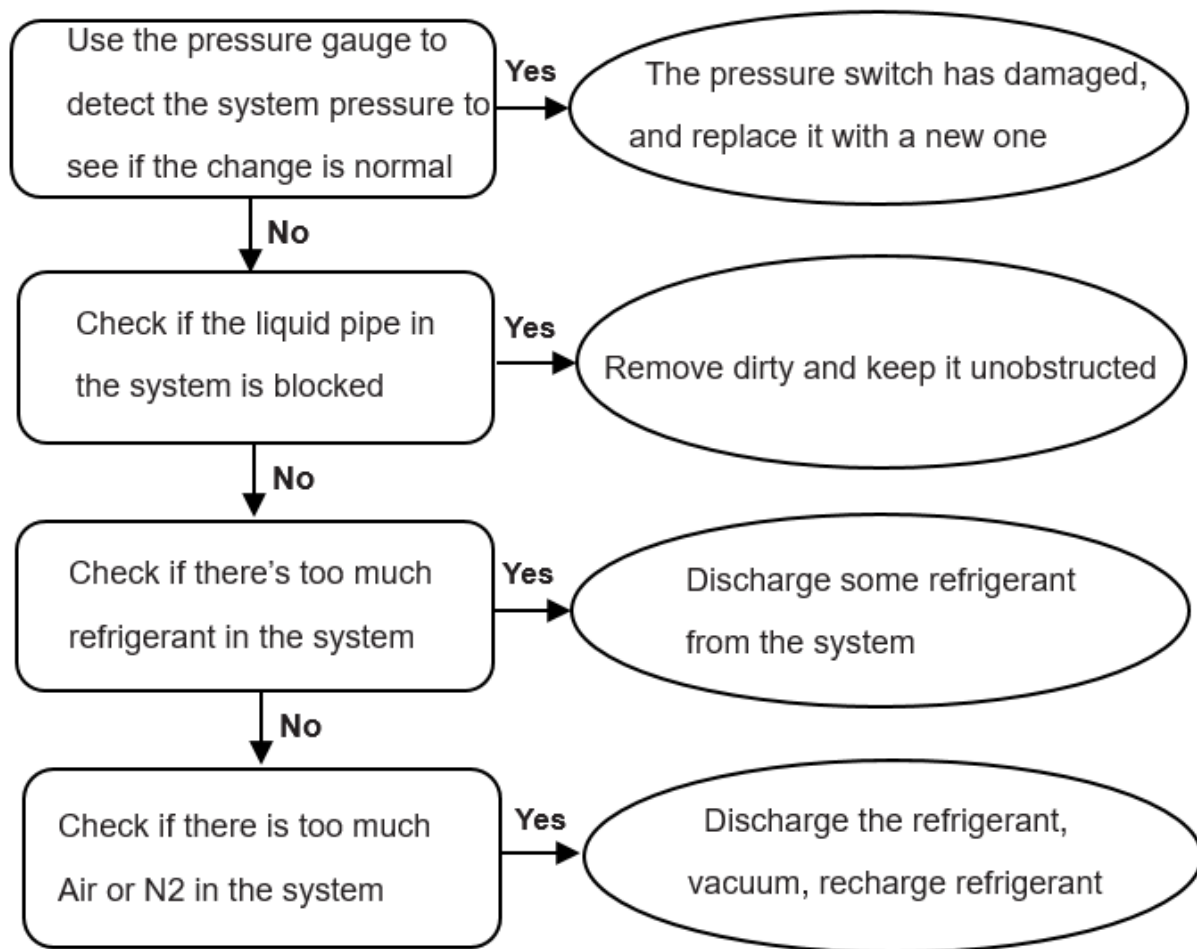 Use the pressure gauge to
detect the system pressure to
see if the change is normal
Yes
The pressure switch has damaged,
and replace it with a new one
No
Check if the liquid pipe in
the system is blocked
Yes
Remove dirty and keep it unobstructed
No
Check if there’s too much
refrigerant in the system
Yes
Discharge some refrigerant
from the system
No
Check if there is too much
Air or N2 in the system
Yes
Discharge the refrigerant,
vacuum, recharge refrigerant